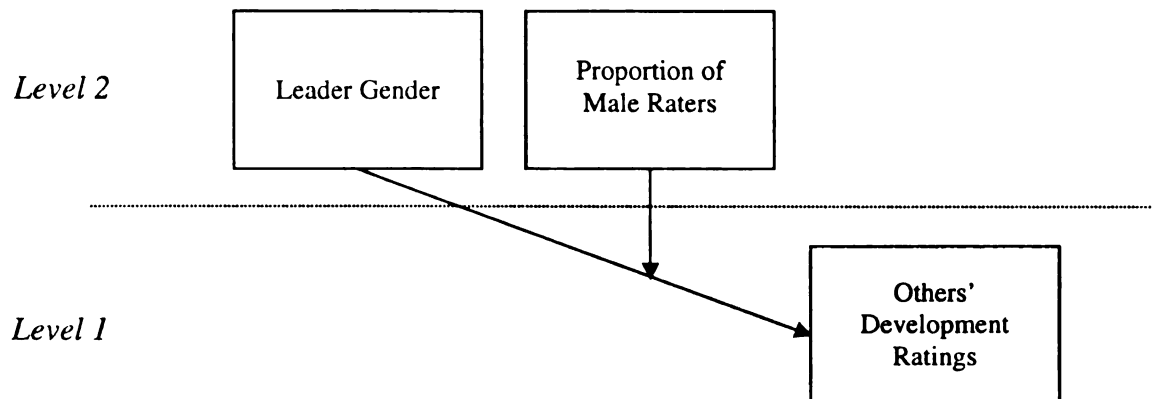 Level 2
Leader Gender
Proportion of
Male Raters
Level 1
Others'
Development
Ratings